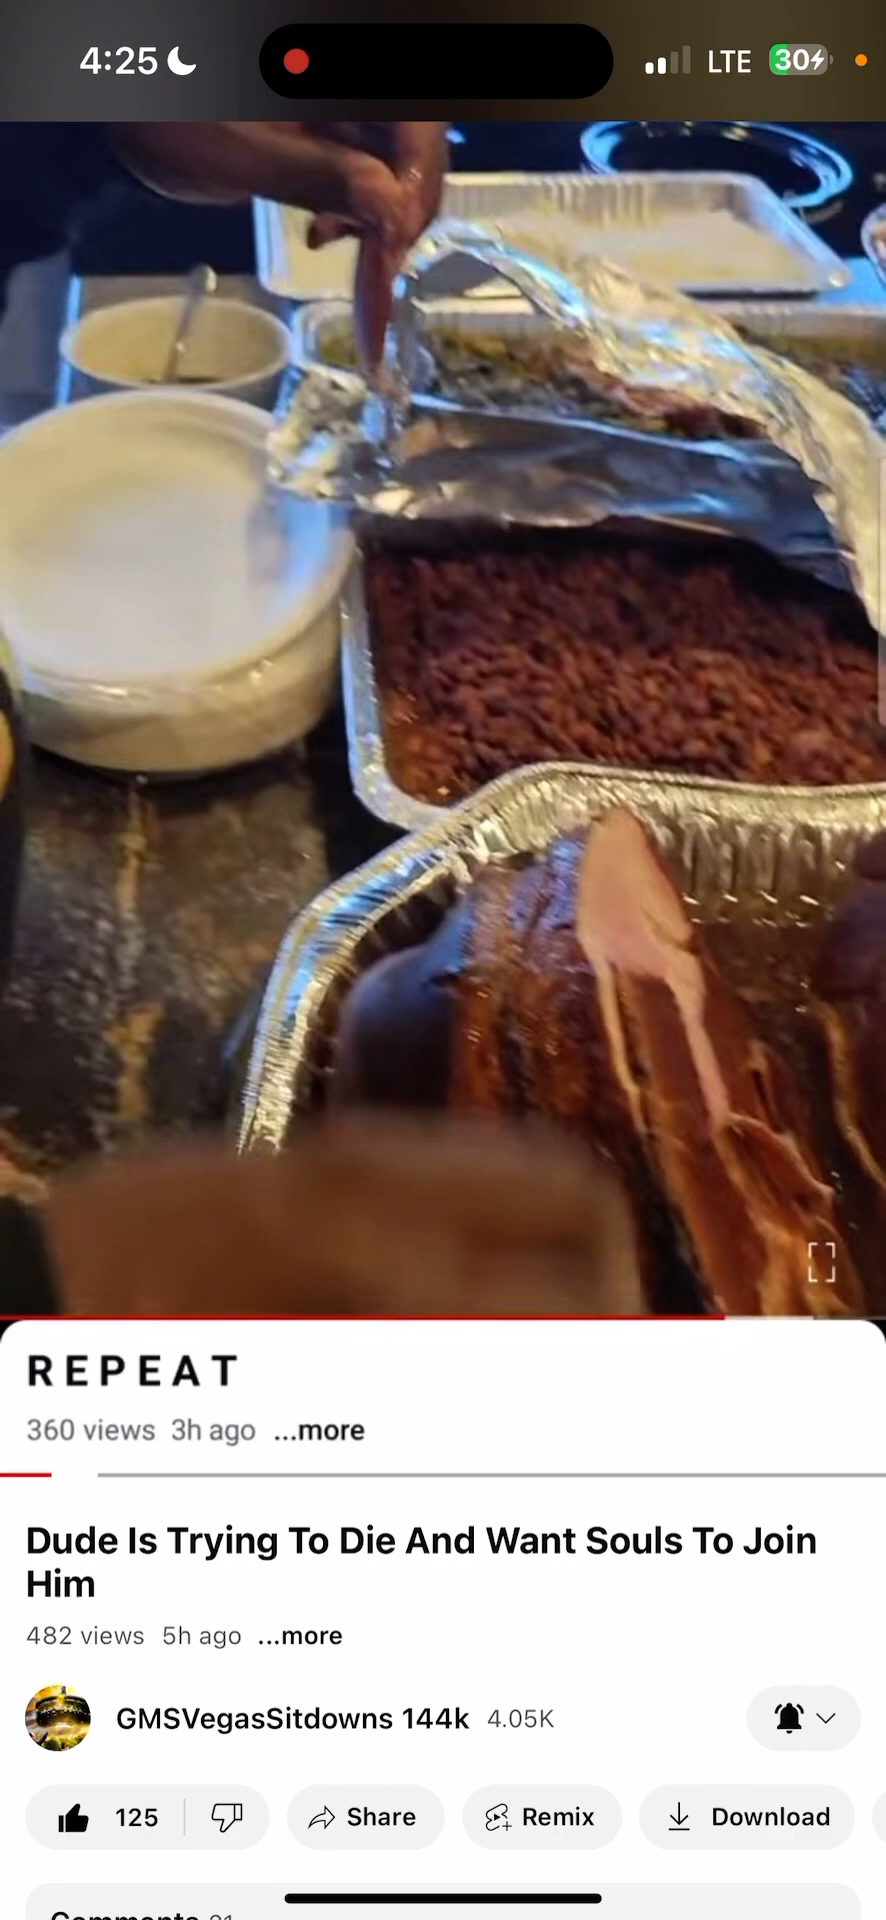 4:25
LTE
30
REPEAT
360 views 3h ago ...more
Dude Is Trying To Die And Want Souls To Join
Him
482 views 5h ago ...more
GMSVegasSitdowns 144k 4.05K
125 Share Remix Download
Comments